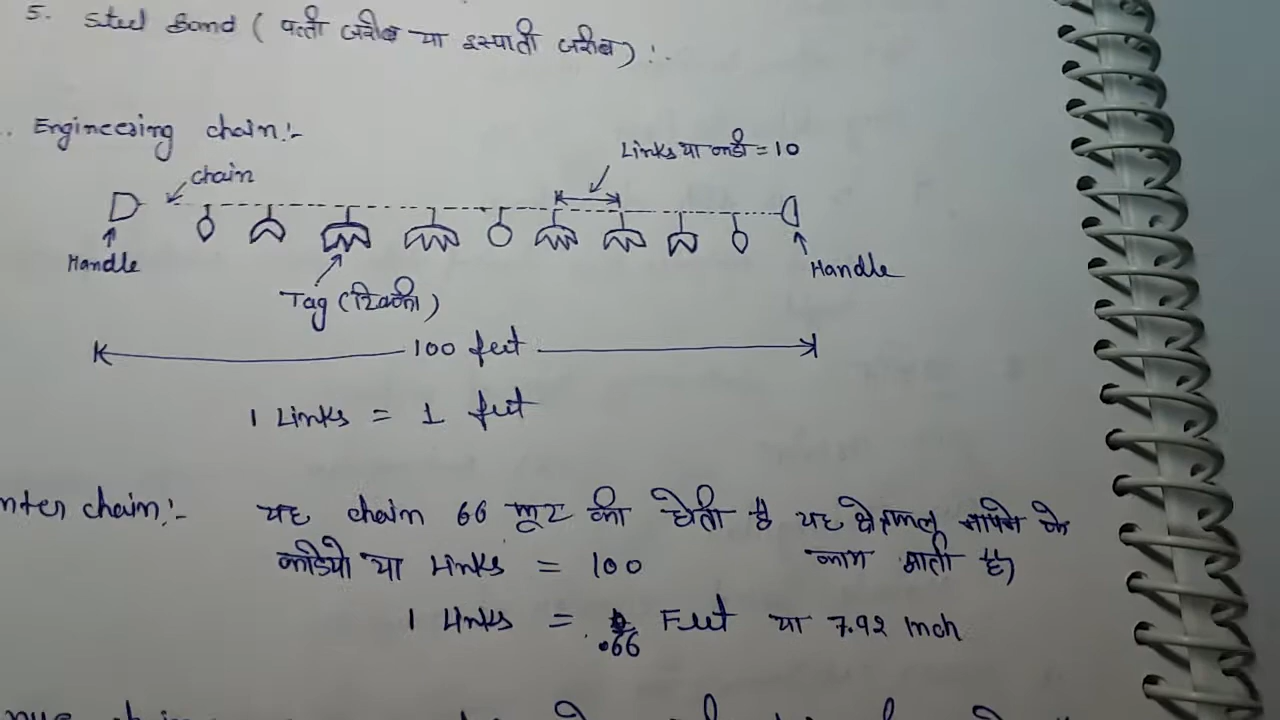 5. Steel Band ( पत्ती जरीब या इस्पाती जरीब) :.
Engineering chain:-
Links या कडी = 10
chain
Handle
Handle
Tag (टिक्की)
100 feet
1 Links = 1 feet
nter chain:- यह chain 66 फूट की होती है यह क्षेत्रफल नापने के
कडियो या Links = 100 काम आती है)
1 Links = .66 Feet या 7.92 Inch